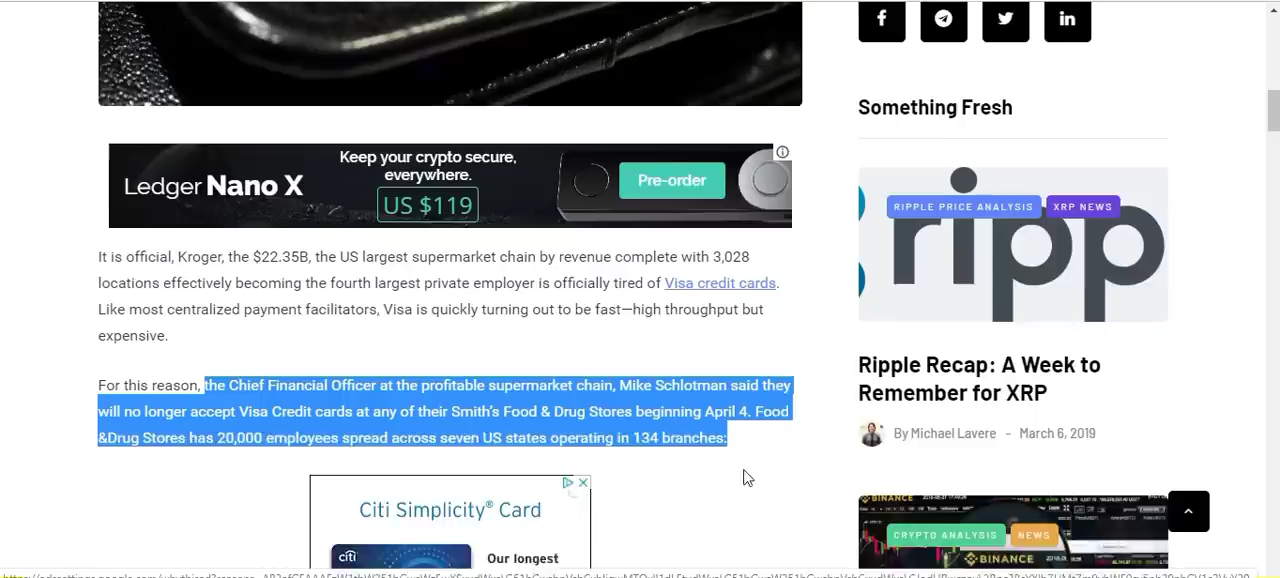 Something Fresh
Keep your crypto secure,
everywhere.
Ledger Nano X
US $119
Pre-order
It is official, Kroger, the $22.35B, the US largest supermarket chain by revenue complete with 3,028
locations effectively becoming the fourth largest private employer is officially tired of Visa credit cards.
Like most centralized payment facilitators, Visa is quickly turning out to be fast—high throughput but
expensive.
For this reason, the Chief Financial Officer at the profitable supermarket chain, Mike Schlotman said they
will no longer accept Visa Credit cards at any of their Smith's Food & Drug Stores beginning April 4. Food
&Drug Stores has 20,000 employees spread across seven US states operating in 134 branches:
Citi Simplicity® Card
citi
Our longest
RIPPLE PRICE ANALYSIS
XRP NEWS
ripp
Ripple Recap: A Week to
Remember for XRP
By Michael Lavere - March 6, 2019
BINANCE
CRYPTO ANALYSIS
NEWS
BINANCE